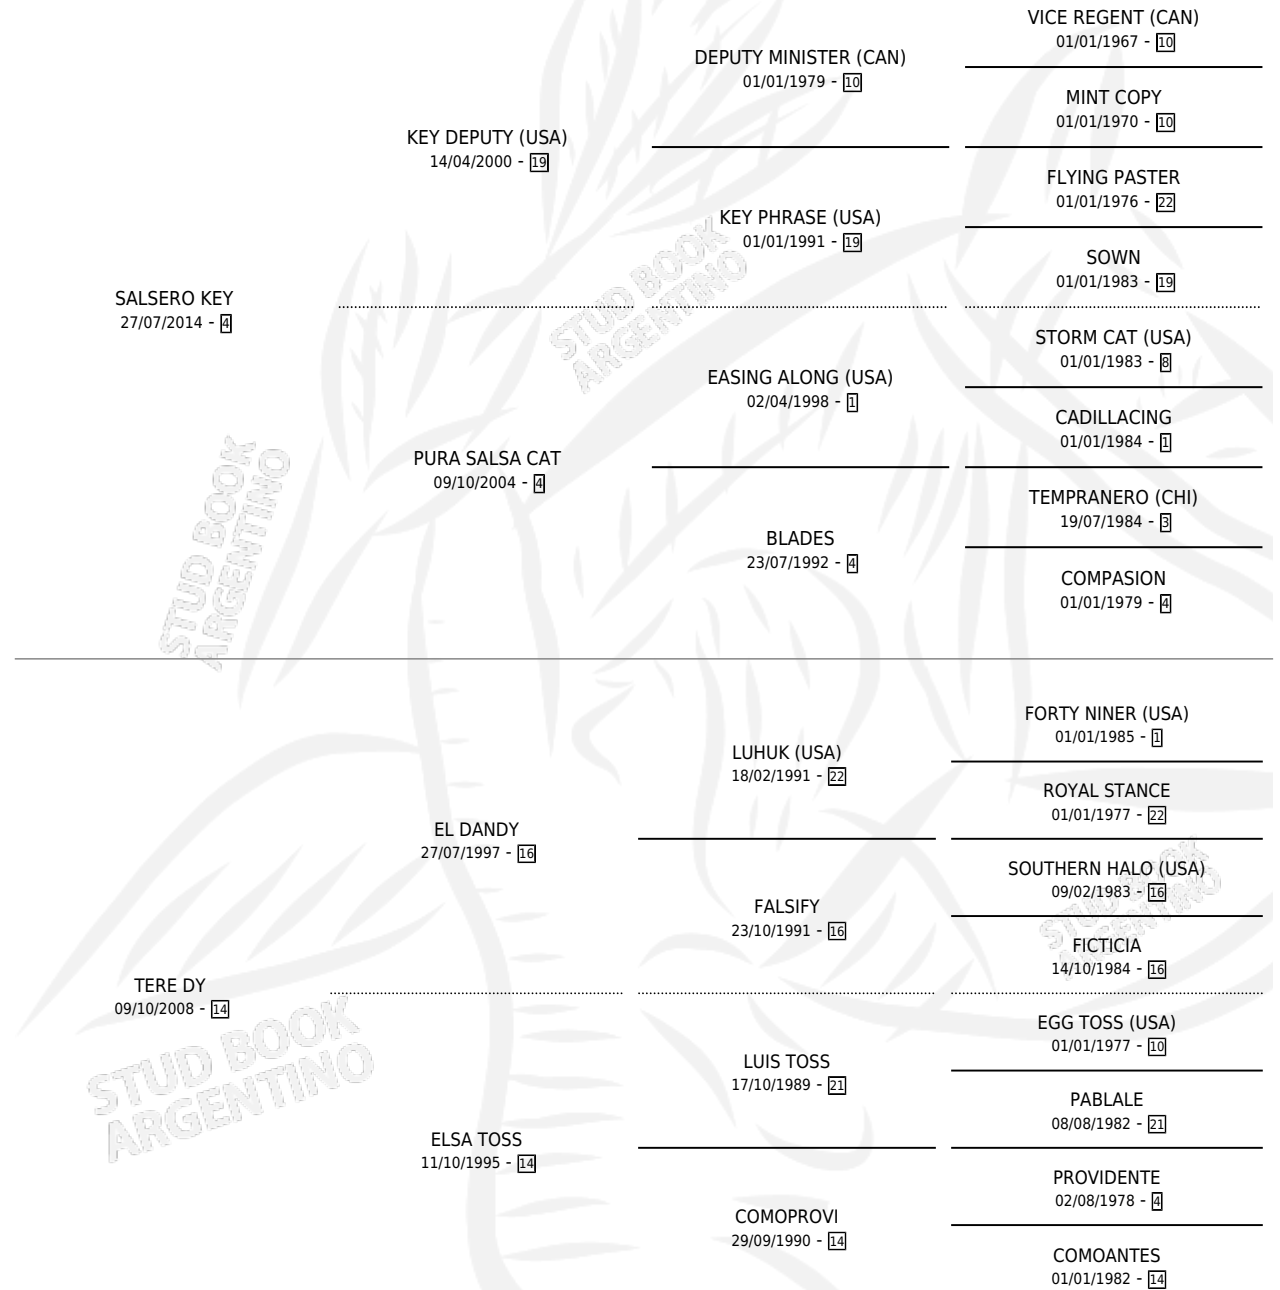 VICE REGENT (CAN)
01/01/1967 - 10
DEPUTY MINISTER (CAN)
01/01/1979 - 10
MINT COPY
01/01/1970 - 10
KEY DEPUTY (USA)
14/04/2000 - 19
FLYING PASTER
01/01/1976 - 22
KEY PHRASE (USA)
01/01/1991 - 19
SOWN
01/01/1983 - 19
SALSERO KEY
27/07/2014 - 4
STORM CAT (USA)
01/01/1983 - 8
EASING ALONG (USA)
02/04/1998 - 1
CADILLACING
01/01/1984 - 1
PURA SALSA CAT
09/10/2004 - 4
TEMPRANERO (CHI)
19/07/1984 - 3
BLADES
23/07/1992 - 4
COMPASION
01/01/1979 - 4
FORTY NINER (USA)
01/01/1985 - 1
LUHUK (USA)
18/02/1991 - 22
ROYAL STANCE
01/01/1977 - 22
EL DANDY
27/07/1997 - 16
SOUTHERN HALO (USA)
09/02/1983 - 16
FALSIFY
23/10/1991 - 16
FICTICIA
14/10/1984 - 16
TERE DY
09/10/2008 - 14
EGG TOSS (USA)
01/01/1977 - 10
LUIS TOSS
17/10/1989 - 21
PABLALE
08/08/1982 - 21
ELSA TOSS
11/10/1995 - 14
PROVIDENTE
02/08/1978 - 4
COMOPROVI
29/09/1990 - 14
COMOANTES
01/01/1982 - 14
STUD BOOK
ARGENTINO
STUD BOOK
ARGENTINO
STUD BOOK
ARGENTINO
STUD BOOK
ARGENTINO